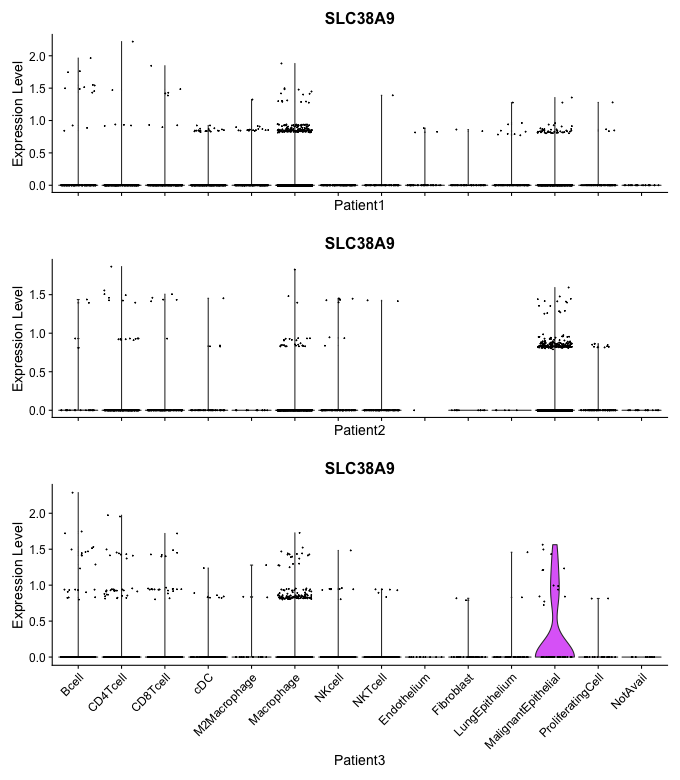 SLC38A9
Expression Level
2.0
1.5
1.0
0.5
0.0
Patient1
SLC38A9
Expression Level
1.5
1.0
0.5
0.0
Patient2
SLC38A9
Expression Level
2.0
1.5
1.0
0.5
0.0
Bcell
CD4Tcell
CD8Tcell
cDC
M2Macrophage
Macrophage
NKcell
NKTcell
Endothelium
Fibroblast
LungEpithelium
MalignantEpithelial
ProliferatingCell
NotAvail
Patient3